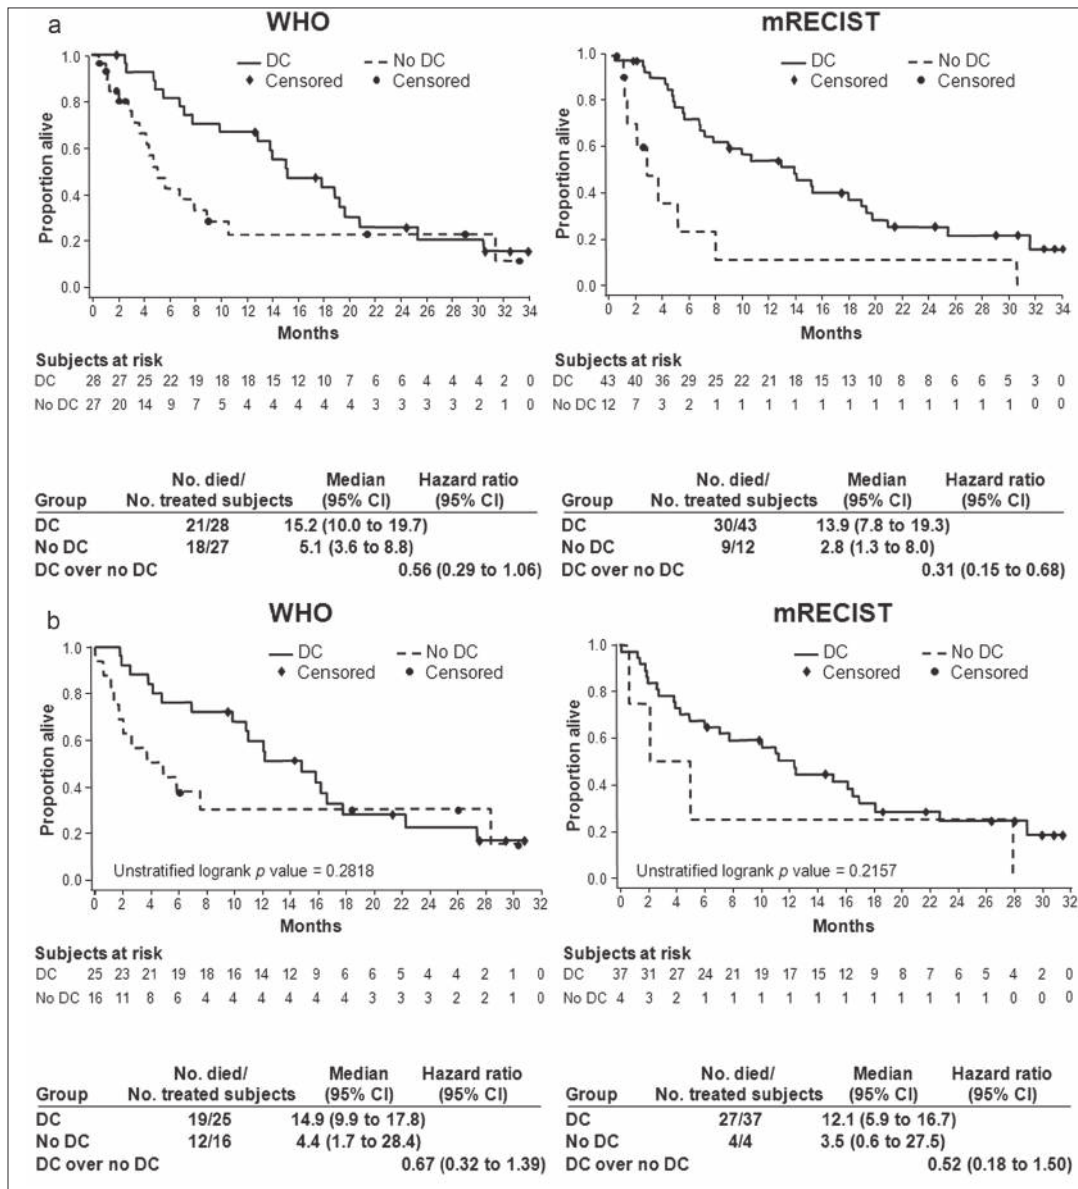 a
WHO
mRECIST
DC No DC
Censored Censored
1.0
0.8
0.6
0.4
0.2
0.0
Proportion alive
0 2 4 6 8 10 12 14 16 18 20 22 24 26 28 30 32 34
Months
DC No DC
Censored Censored
1.0
0.8
0.6
0.4
0.2
0.0
Proportion alive
0 2 4 6 8 10 12 14 16 18 20 22 24 26 28 30 32 34
Months
Subjects at risk
DC 28 27 25 22 19 18 18 15 12 10 7 6 6 4 4 4 2 0
No DC 27 20 14 9 7 5 4 4 4 4 4 3 3 3 3 2 1 0
Subjects at risk
DC 43 40 36 29 25 22 21 18 15 13 10 8 8 6 6 5 3 0
No DC 12 7 3 2 1 1 1 1 1 1 1 1 1 1 1 1 0 0
No. died/ Median Hazard ratio
Group No. treated subjects (95% CI) (95% CI)
DC 21/28 15.2 (10.0 to 19.7)
No DC 18/27 5.1 (3.6 to 8.8)
DC over no DC 0.56 (0.29 to 1.06)
No. died/ Median Hazard ratio
Group No. treated subjects (95% CI) (95% CI)
DC 30/43 13.9 (7.8 to 19.3)
No DC 9/12 2.8 (1.3 to 8.0)
DC over no DC 0.31 (0.15 to 0.68)
b
WHO
mRECIST
DC No DC
Censored Censored
1.0
0.8
0.6
0.4
0.2
0.0
Proportion alive
Unstratified logrank p value = 0.2818
0 2 4 6 8 10 12 14 16 18 20 22 24 26 28 30 32
Months
DC No DC
Censored Censored
1.0
0.8
0.6
0.4
0.2
0.0
Proportion alive
Unstratified logrank p value = 0.2157
0 2 4 6 8 10 12 14 16 18 20 22 24 26 28 30 32
Months
Subjects at risk
DC 25 23 21 19 18 16 14 12 9 6 6 5 4 4 2 1 0
No DC 16 11 8 6 4 4 4 4 4 4 3 3 3 2 2 1 0
Subjects at risk
DC 37 31 27 24 21 19 17 15 12 9 8 7 6 5 4 2 0
No DC 4 3 2 1 1 1 1 1 1 1 1 1 1 1 0 0 0
No. died/ Median Hazard ratio
Group No. treated subjects (95% CI) (95% CI)
DC 19/25 14.9 (9.9 to 17.8)
No DC 12/16 4.4 (1.7 to 28.4)
DC over no DC 0.67 (0.32 to 1.39)
No. died/ Median Hazard ratio
Group No. treated subjects (95% CI) (95% CI)
DC 27/37 12.1 (5.9 to 16.7)
No DC 4/4 3.5 (0.6 to 27.5)
DC over no DC 0.52 (0.18 to 1.50)